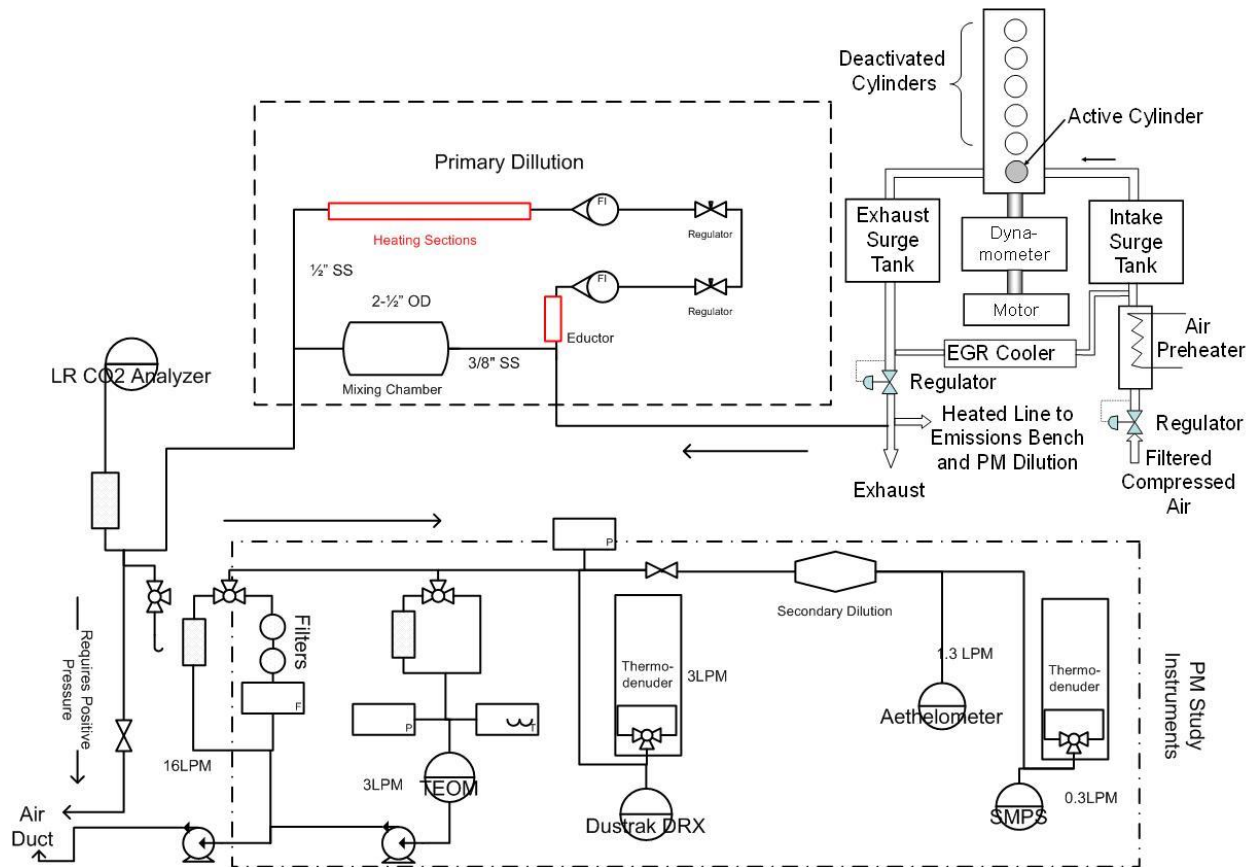 Deactivated
Cylinders
Active Cylinder
Primary Dillution
FI
Heating Sections
Regulator
½" SS
FI
2-½" OD
Regulator
Eductor
3/8" SS
Mixing Chamber
Exhaust
Surge
Tank
Dyna-
mometer
Motor
Intake
Surge
Tank
Air
Preheater
EGR Cooler
Regulator
Regulator
Heated Line to
Emissions Bench
and PM Dilution
Exhaust
Filtered
Compressed
Air
LR CO2 Analyzer
Requires Positive
Pressure
Air
Duct
16LPM
Filters
F
P
T
3LPM
TEOM
P
Thermo-
denuder
3LPM
Dustrak DRX
Secondary Dilution
1.3 LPM
Aethelometer
Thermo-
denuder
SMPS
0.3LPM
PM Study
Instruments